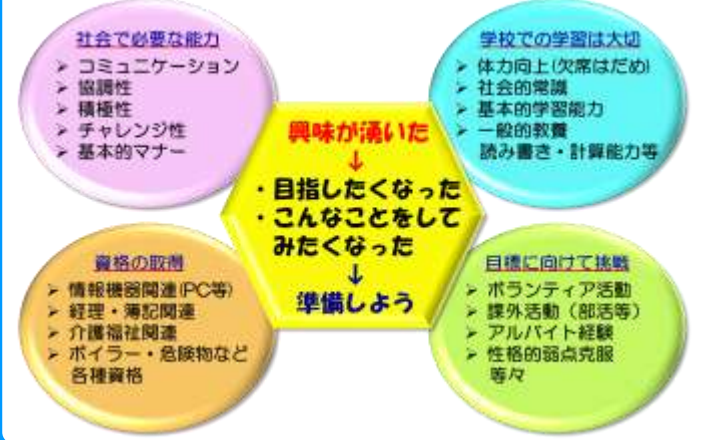 社会で必要な能力
➢ コミュニケーション
➢ 協調性
➢ 積極性
➢ チャレンジ性
➢ 基本的マナー
学校での学習は大切
➢ 体力向上(欠席はだめ)
➢ 社会的常識
➢ 基本的学習能力
➢ 一般的教養
読み書き・計算能力等
興味が湧いた
↓
・目指したくなった
・こんなことをして
みたくなった
↓
準備しよう
資格の取得
➢ 情報機器関連(PC等)
➢ 経理・簿記関連
➢ 介護福祉関連
➢ ボイラー・危険物など
各種資格
目標に向けて挑戦
➢ ボランティア活動
➢ 課外活動（部活等）
➢ アルバイト経験
➢ 性格的弱点克服
等々